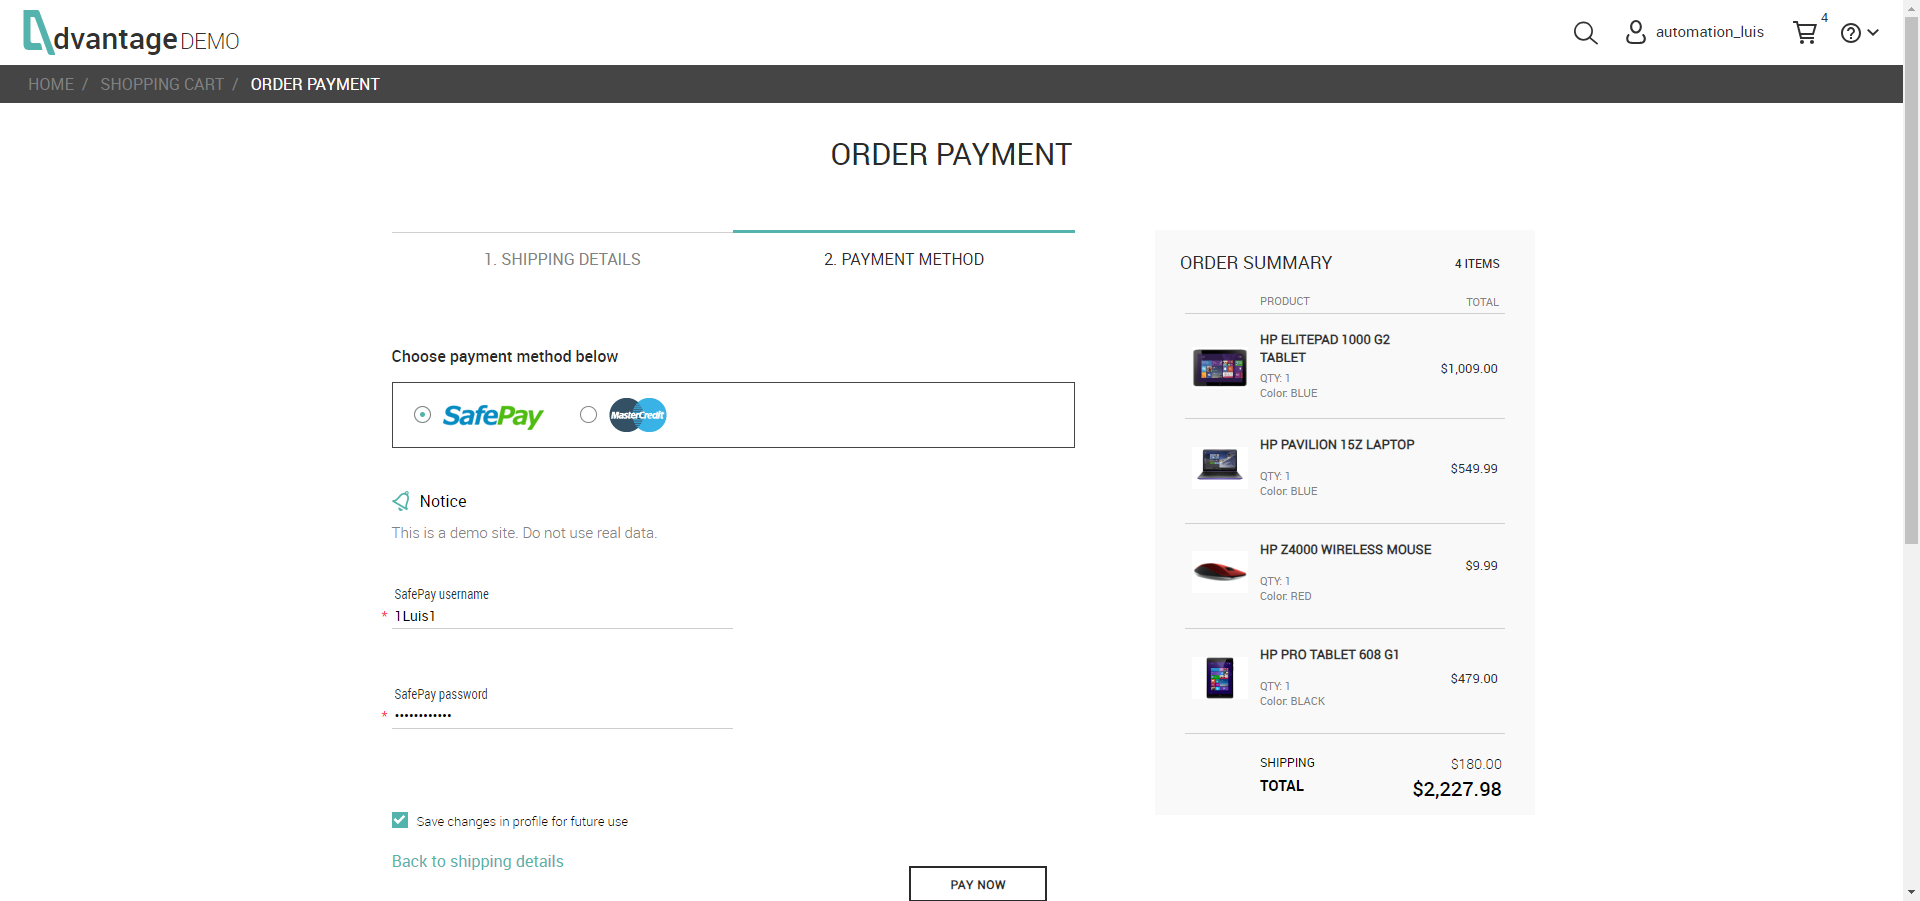 dvantage DEMO
automation_luis
4
HOME / SHOPPING CART / ORDER PAYMENT
ORDER PAYMENT
1. SHIPPING DETAILS
2. PAYMENT METHOD
Choose payment method below
SafePay
MasterCredit
Notice
This is a demo site. Do not use real data.
SafePay username
* 1Luis1
SafePay password
* ••••••••••••
Save changes in profile for future use
Back to shipping details
PAY NOW
ORDER SUMMARY
4 ITEMS
PRODUCT
TOTAL
HP ELITEPAD 1000 G2
TABLET
$1,009.00
QTY: 1
Color: BLUE
HP PAVILION 15Z LAPTOP
$549.99
QTY: 1
Color: BLUE
HP Z4000 WIRELESS MOUSE
$9.99
QTY: 1
Color: RED
HP PRO TABLET 608 G1
$479.00
QTY: 1
Color: BLACK
SHIPPING
$180.00
TOTAL
$2,227.98